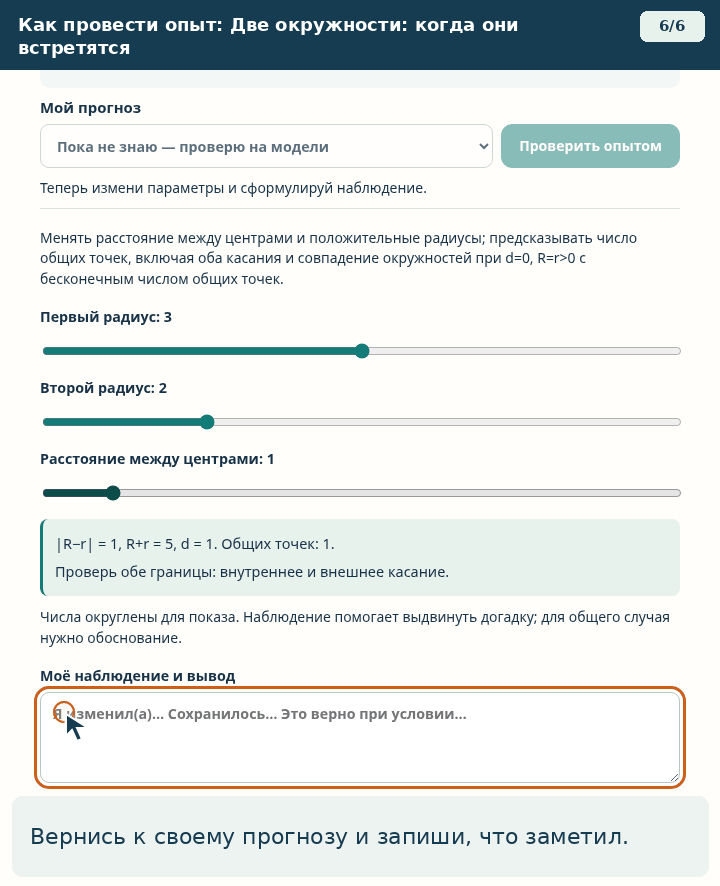 Как провести опыт: Две окружности: когда они
встретятся
6/6
Мой прогноз
Пока не знаю — проверю на модели
Проверить опытом
Теперь измени параметры и сформулируй наблюдение.
Менять расстояние между центрами и положительные радиусы; предсказывать число
общих точек, включая оба касания и совпадение окружностей при d=0, R=r>0 с
бесконечным числом общих точек.
Первый радиус: 3
Второй радиус: 2
Расстояние между центрами: 1
|R−r| = 1, R+r = 5, d = 1. Общих точек: 1.
Проверь обе границы: внутреннее и внешнее касание.
Числа округлены для показа. Наблюдение помогает выдвинуть догадку; для общего случая
нужно обоснование.
Моё наблюдение и вывод
Я изменил(а)... Сохранилось... Это верно при условии...
Вернись к своему прогнозу и запиши, что заметил.